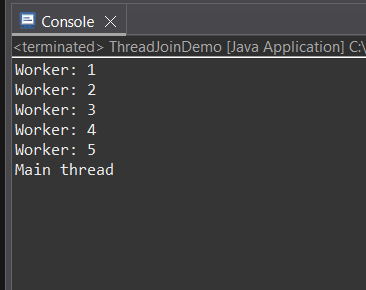 Console
<terminated> ThreadJoinDemo [Java Application] C:\
Worker: 1
Worker: 2
Worker: 3
Worker: 4
Worker: 5
Main thread